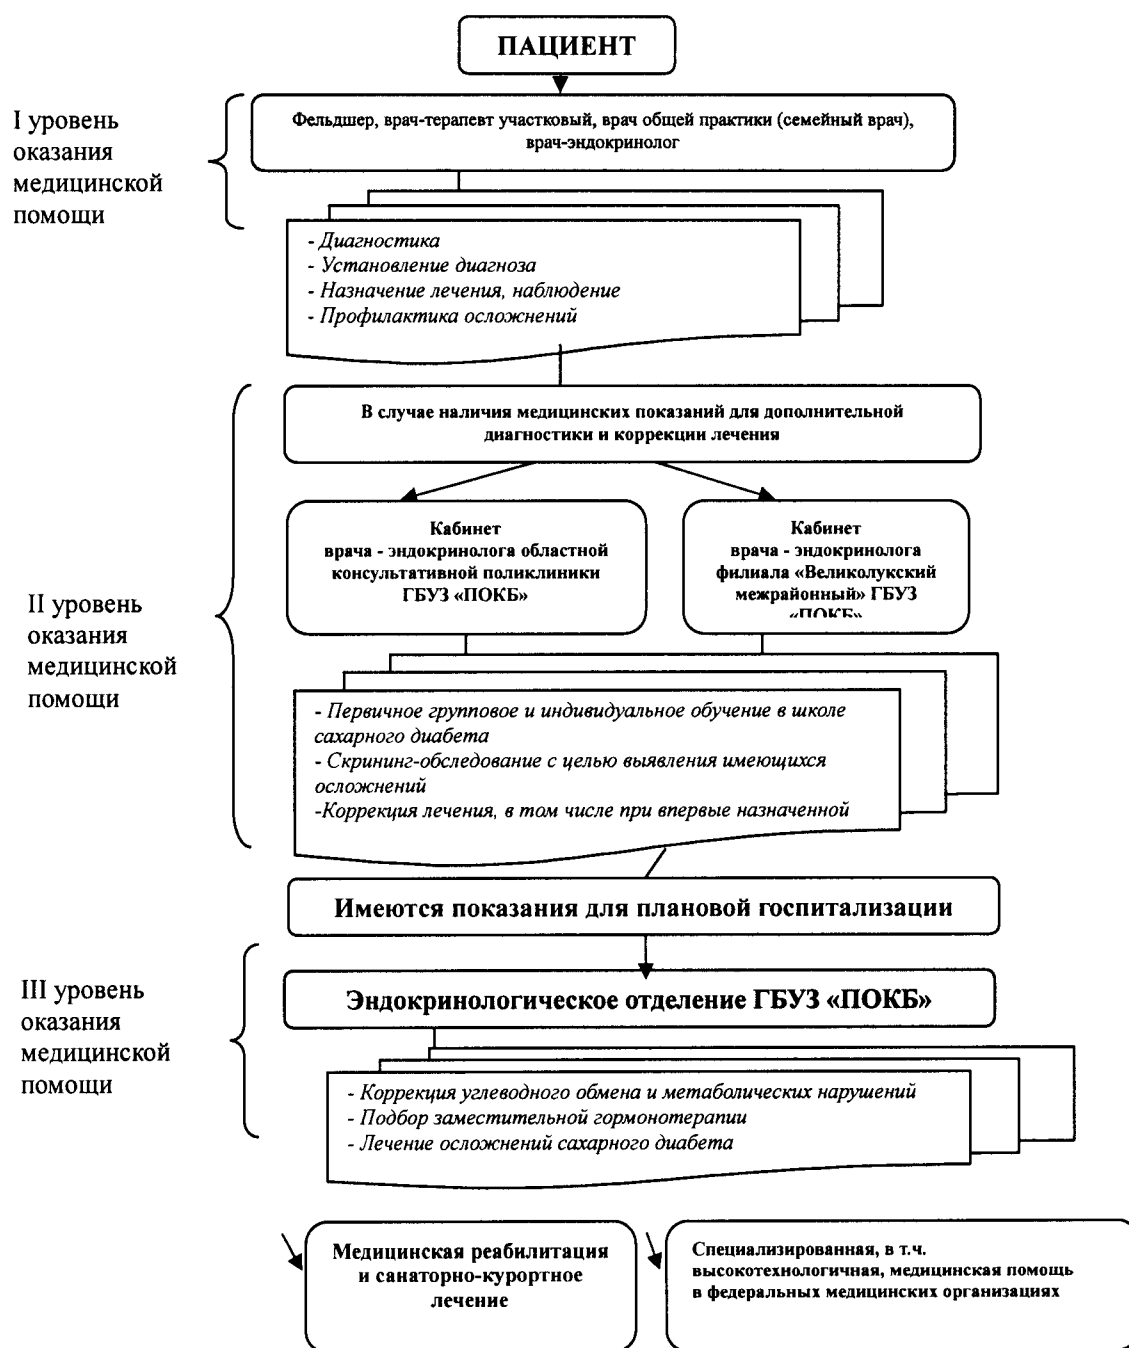 ПАЦИЕНТ
I уровень
оказания
медицинской
помощи
Фельдшер, врач-терапевт участковый, врач общей практики (семейный врач),
врач-эндокринолог
- Диагностика
- Установление диагноза
- Назначение лечения, наблюдение
- Профилактика осложнений
В случае наличия медицинских показаний для дополнительной
диагностики и коррекции лечения
II уровень
оказания
медицинской
помощи
Кабинет
врача - эндокринолога областной
консультативной поликлиники
ГБУЗ «ПОКБ»
Кабинет
врача - эндокринолога
филиала «Великолукский
межрайонный» ГБУЗ
«ПОКБ»
- Первичное групповое и индивидуальное обучение в школе
сахарного диабета
- Скрининг-обследование с целью выявления имеющихся
осложнений
-Коррекция лечения, в том числе при впервые назначенной
Имеются показания для плановой госпитализации
III уровень
оказания
медицинской
помощи
Эндокринологическое отделение ГБУЗ «ПОКБ»
- Коррекция углеводного обмена и метаболических нарушений
- Подбор заместительной гормонотерапии
- Лечение осложнений сахарного диабета
Медицинская реабилитация
и санаторно-курортное
лечение
Специализированная, в т.ч.
высокотехнологичная, медицинская помощь
в федеральных медицинских организациях